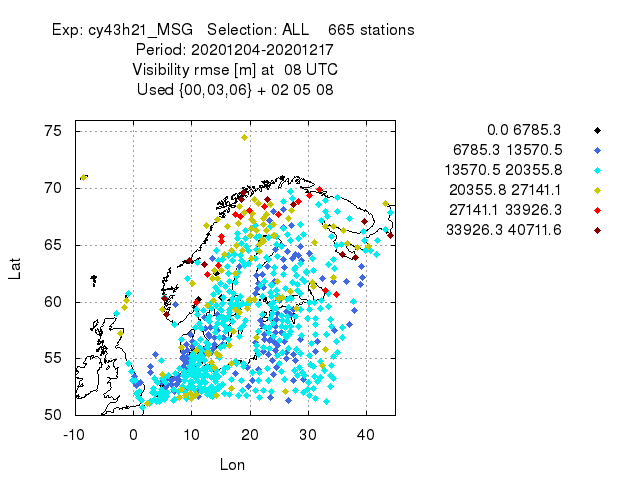 Exp: cy43h21_MSG Selection: ALL 665 stations
Period: 20201204-20201217
Visibility rmse [m] at 08 UTC
Used {00,03,06} + 02 05 08
0.0 6785.3
6785.3 13570.5
13570.5 20355.8
20355.8 27141.1
27141.1 33926.3
33926.3 40711.6
Lat
75
70
65
60
55
50
-10 0 10 20 30 40
Lon